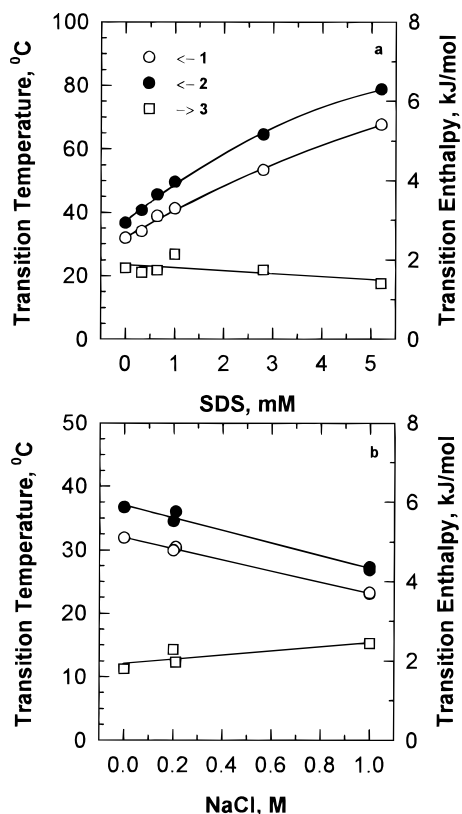 100
80
60
40
20
0
Transition Temperature, ⁰C
a
<– 1
<– 2
–> 3
8
6
4
2
0
Transition Enthalpy, kJ/mol
0 1 2 3 4 5
SDS, mM
50
40
30
20
10
0
Transition Temperature, ⁰C
b
8
6
4
2
0
Transition Enthalpy, kJ/mol
0.0 0.2 0.4 0.6 0.8 1.0
NaCl, M